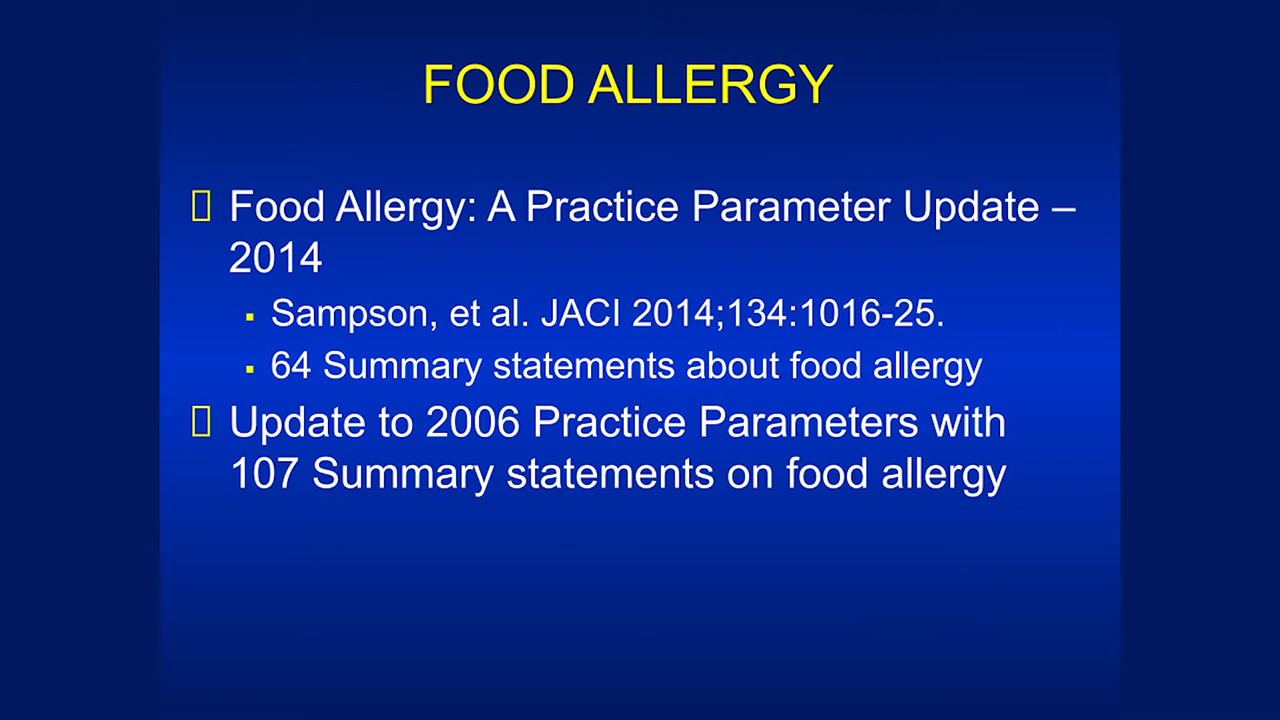 FOOD ALLERGY
Food Allergy: A Practice Parameter Update –
2014
Sampson, et al. JACI 2014;134:1016-25.
64 Summary statements about food allergy
Update to 2006 Practice Parameters with
107 Summary statements on food allergy